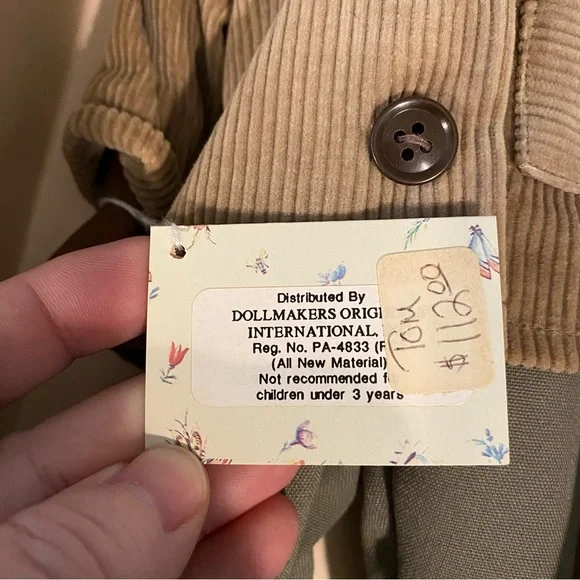 Distributed By
DOLLMAKERS ORIG
INTERNATIONAL,
Reg. No. PA-4833 (
(All New Material)
Not recommended f
children under 3 years
TOM
$112.00